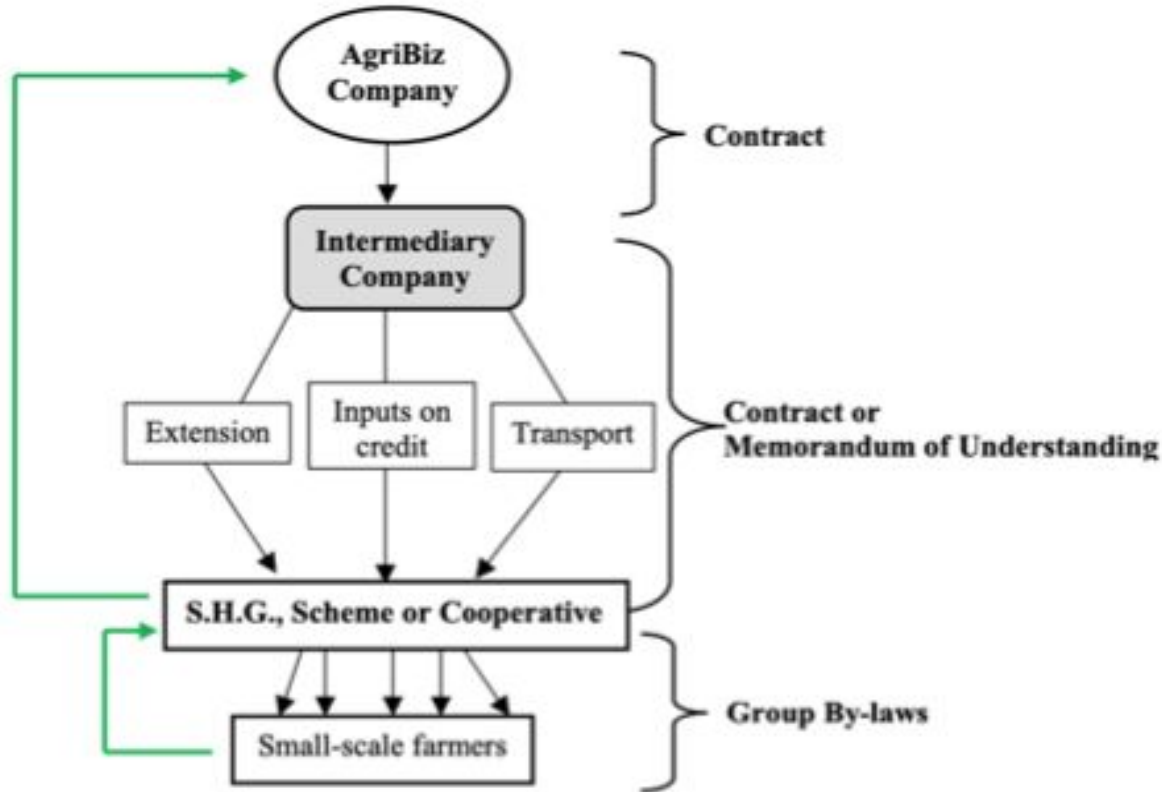 AgriBiz
Company
Contract
Intermediary
Company
Extension
Inputs on
credit
Transport
Contract or
Memorandum of Understanding
S.H.G., Scheme or Cooperative
Small-scale farmers
Group By-laws